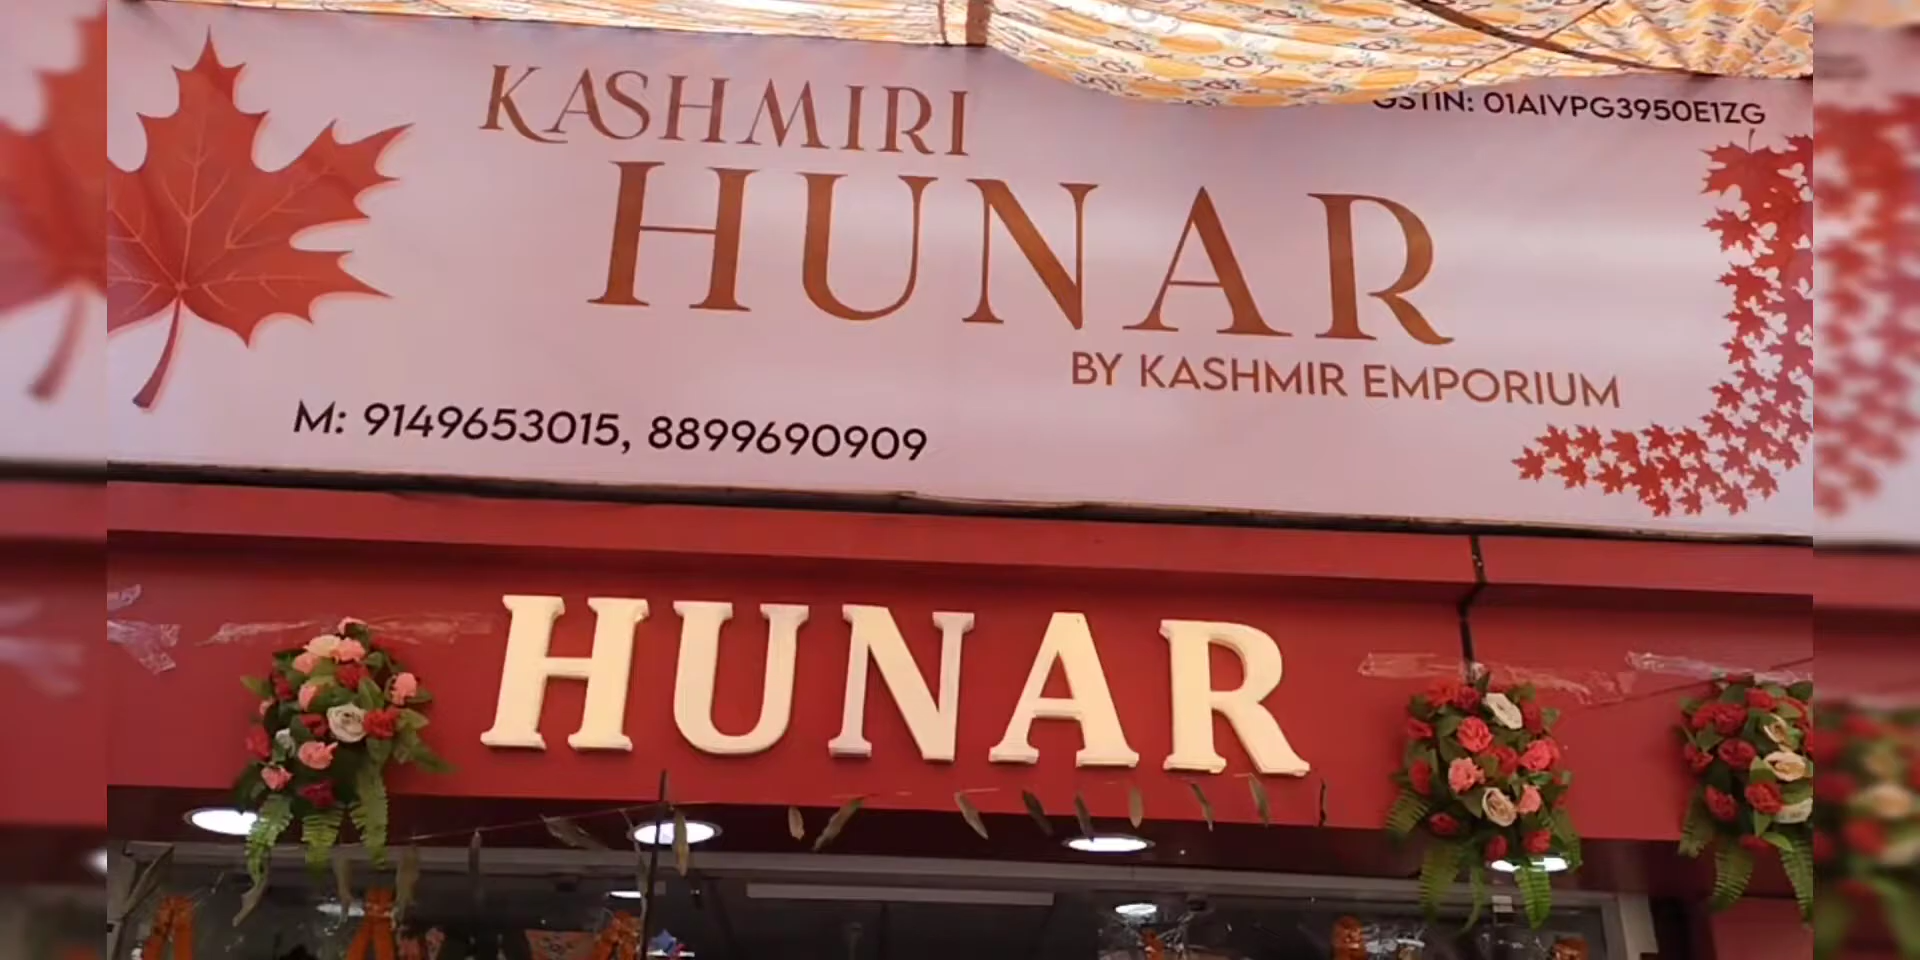 KASHMIRI
GSTIN: 01AIVPG3950E1ZG
HUNAR
BY KASHMIR EMPORIUM
M: 9149653015, 8899690909
HUNAR